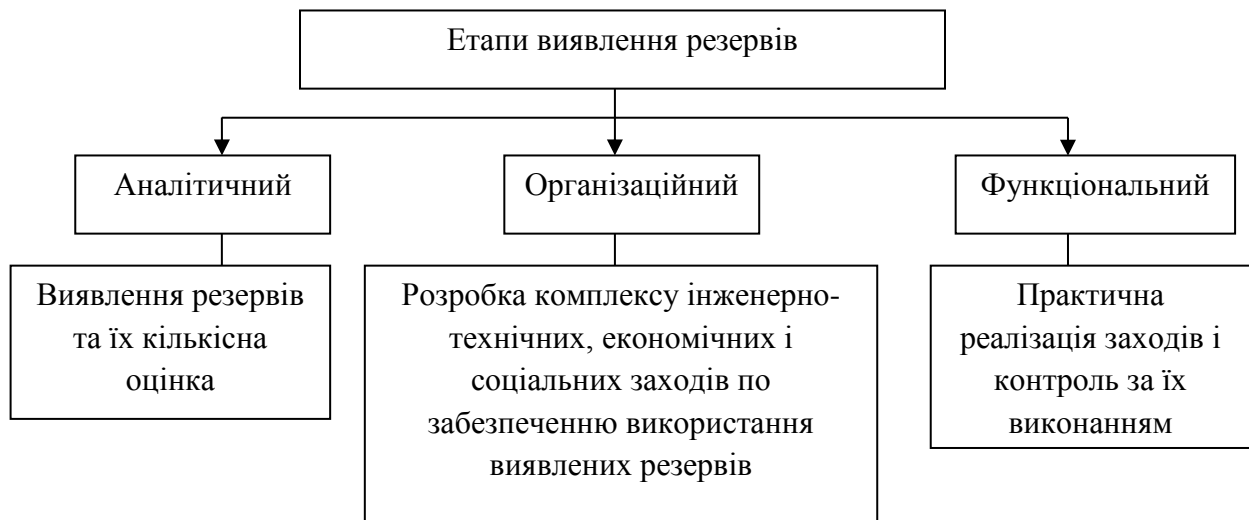 Етапи виявлення резервів
Аналітичний
Організаційний
Функціональний
Виявлення резервів
та їх кількісна
оцінка
Розробка комплексу інженерно-
технічних, економічних і
соціальних заходів по
забезпеченню використання
виявлених резервів
Практична
реалізація заходів і
контроль за їх
виконанням